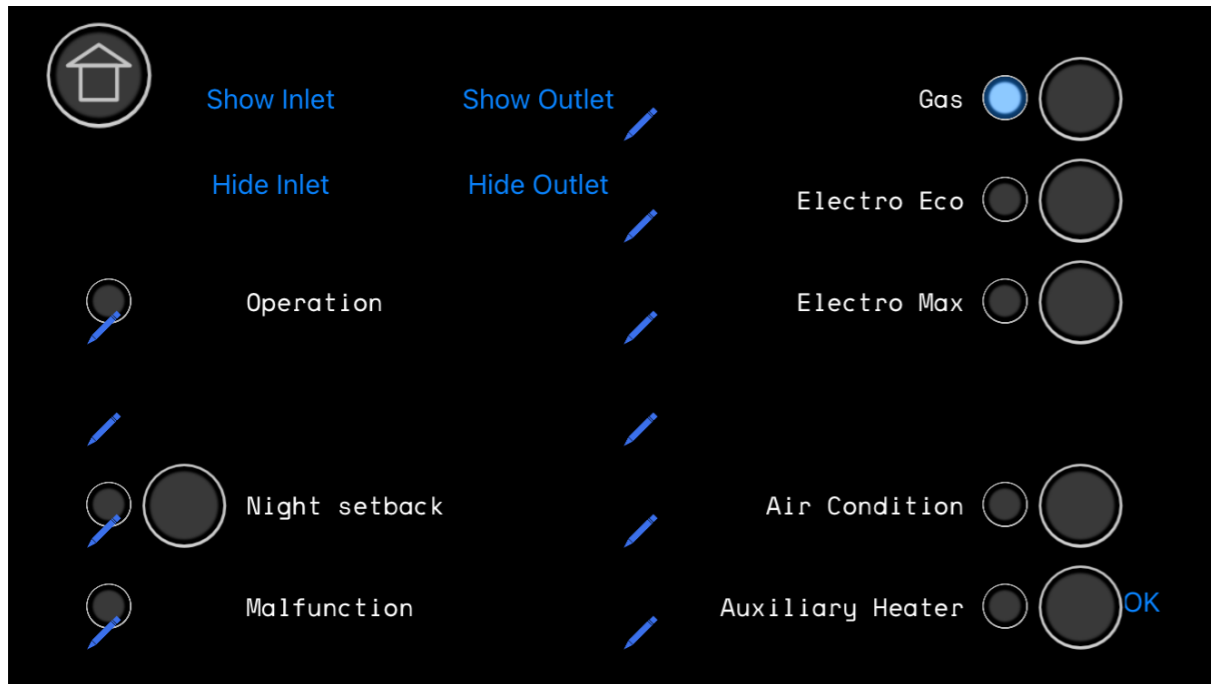 Show Inlet Show Outlet Gas
Hide Inlet Hide Outlet Electro Eco
Operation Electro Max
Night setback Air Condition
Malfunction Auxiliary Heater OK